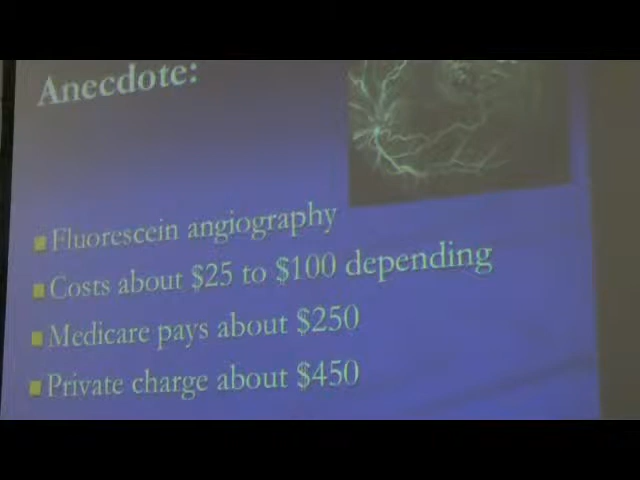 Anecdote:
Fluorescein angiography
Costs about $25 to $100 depending
Medicare pays about $250
Private charge about $450